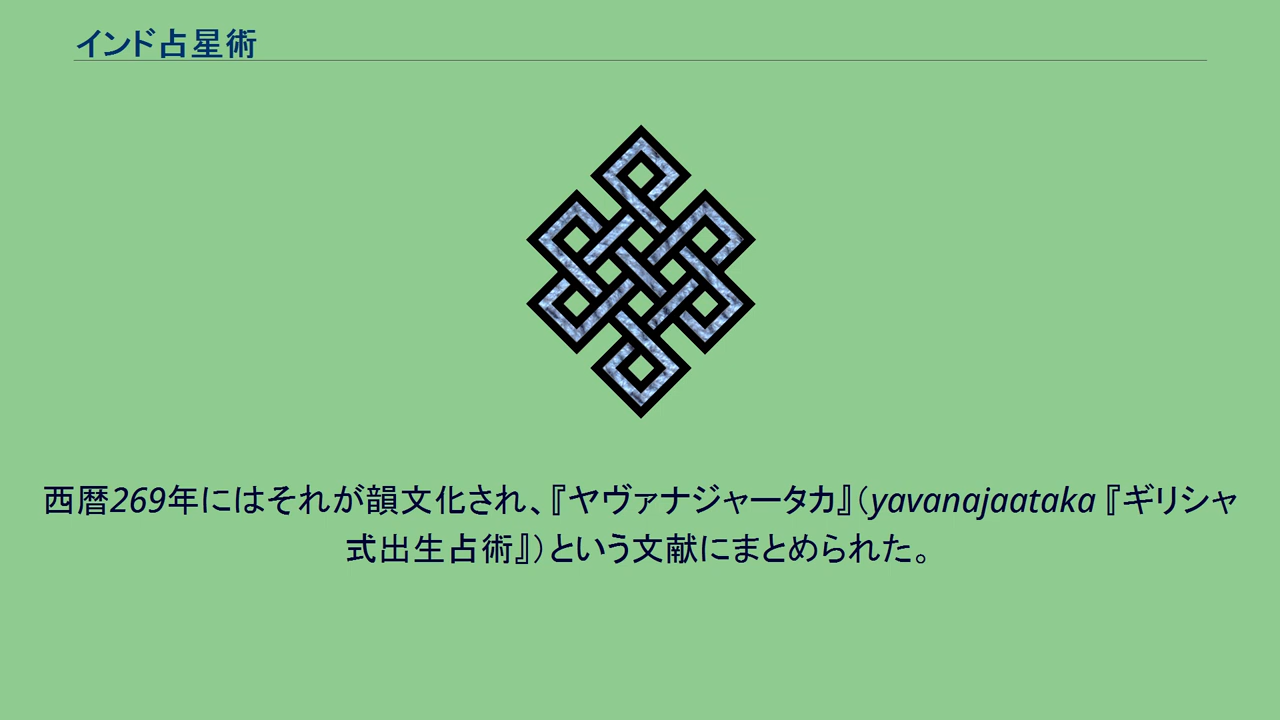 インド占星術
西暦269年にはそれが韻文化され、『ヤヴァナジャータカ』（yavanajaataka『ギリシャ
式出生占術』）という文献にまとめられた。